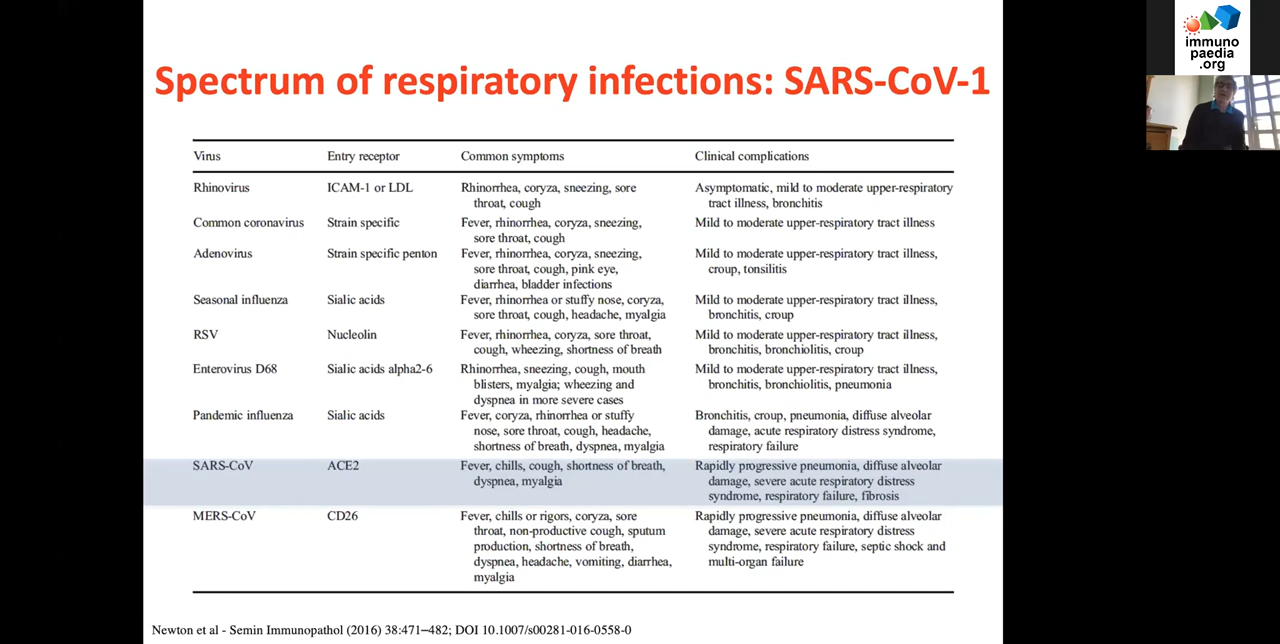 immuno
paedia
.org
Spectrum of respiratory infections: SARS-CoV-1
Virus Entry receptor Common symptoms Clinical complications
Rhinovirus ICAM-1 or LDL Rhinorrhea, coryza, sneezing, sore Asymptomatic, mild to moderate upper-respiratory
throat, cough tract illness, bronchitis
Common coronavirus Strain specific Fever, rhinorrhea, coryza, sneezing, Mild to moderate upper-respiratory tract illness
sore throat, cough
Adenovirus Strain specific penton Fever, rhinorrhea, coryza, sneezing, Mild to moderate upper-respiratory tract illness,
sore throat, cough, pink eye, croup, tonsilitis
diarrhea, bladder infections
Seasonal influenza Sialic acids Fever, rhinorrhea or stuffy nose, coryza, Mild to moderate upper-respiratory tract illness,
sore throat, cough, headache, myalgia bronchitis, croup
RSV Nucleolin Fever, rhinorrhea, coryza, sore throat, Mild to moderate upper-respiratory tract illness,
cough, wheezing, shortness of breath bronchitis, bronchiolitis, croup
Enterovirus D68 Sialic acids alpha2-6 Rhinorrhea, sneezing, cough, mouth Mild to moderate upper-respiratory tract illness,
blisters, myalgia; wheezing and bronchitis, bronchiolitis, pneumonia
dyspnea in more severe cases
Pandemic influenza Sialic acids Fever, coryza, rhinorrhea or stuffy Bronchitis, croup, pneumonia, diffuse alveolar
nose, sore throat, cough, headache, damage, acute respiratory distress syndrome,
shortness of breath, dyspnea, myalgia respiratory failure
SARS-CoV ACE2 Fever, chills, cough, shortness of breath, Rapidly progressive pneumonia, diffuse alveolar
dyspnea, myalgia damage, severe acute respiratory distress
syndrome, respiratory failure, fibrosis
MERS-CoV CD26 Fever, chills or rigors, coryza, sore Rapidly progressive pneumonia, diffuse alveolar
throat, non-productive cough, sputum damage, severe acute respiratory distress
production, shortness of breath, syndrome, respiratory failure, septic shock and
dyspnea, headache, vomiting, diarrhea, multi-organ failure
myalgia
Newton et al - Semin Immunopathol (2016) 38:471–482; DOI 10.1007/s00281-016-0558-0